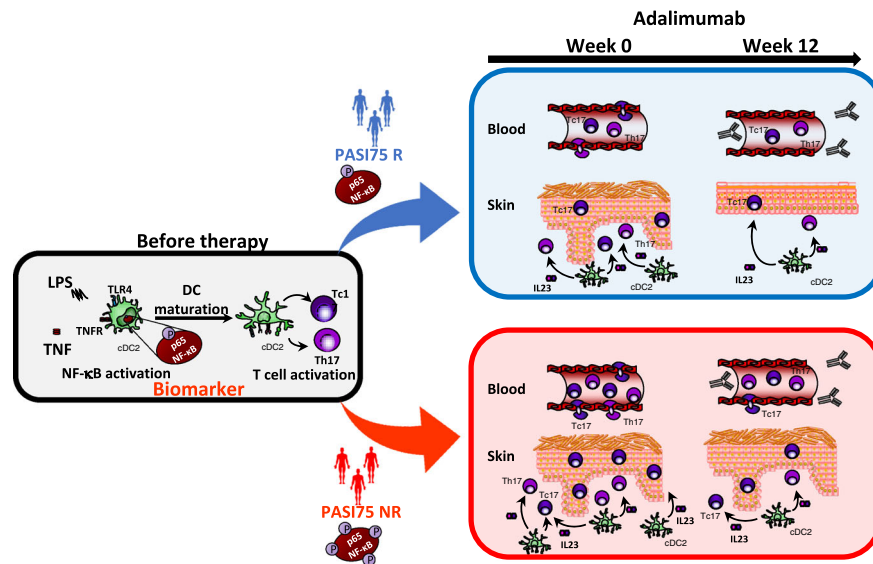 Adalimumab
Week 0
Week 12
Blood
Tc17
Th17
Tc17
Th17
PASI75 R
P
p65
NF-κB
Skin
Tc17
Th17
IL23
cDC2
Tc17
IL23
cDC2
Before therapy
LPS
TLR4
DC
maturation
Tc1
TNFR
TNF
cDC2
P
p65
NF-κB
cDC2
Th17
NF-κB activation
T cell activation
Biomarker
Blood
Tc17
Th17
Th17
Tc17
PASI75 NR
P
P
P
P
p65
NF-κB
Skin
Th17
Tc17
IL23
IL23
cDC2
Tc17
IL23
cDC2